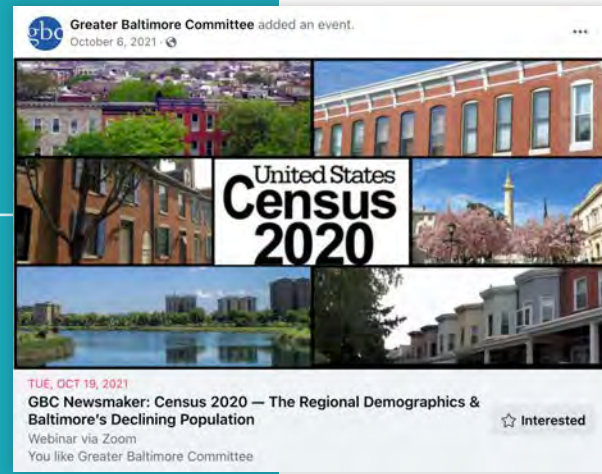 gbc
Greater Baltimore Committee added an event.
October 6, 2021 ·
United States
Census
2020
TUE, OCT 19, 2021
GBC Newsmaker: Census 2020 — The Regional Demographics &
Baltimore's Declining Population
Interested
Webinar via Zoom
You like Greater Baltimore Committee